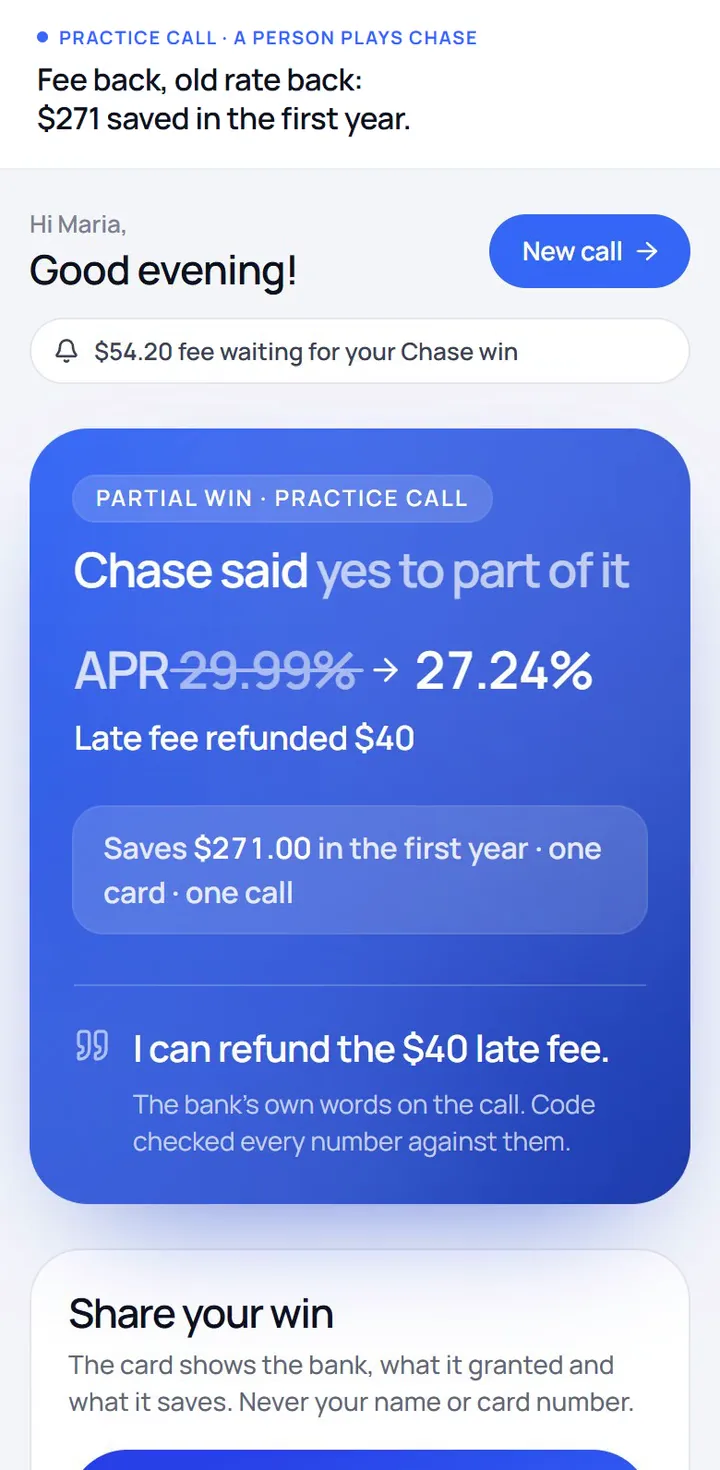 PRACTICE CALL · A PERSON PLAYS CHASE
Fee back, old rate back:
$271 saved in the first year.
Hi Maria,
Good evening!
New call →
$54.20 fee waiting for your Chase win
PARTIAL WIN · PRACTICE CALL
Chase said yes to part of it
APR 29.99% → 27.24%
Late fee refunded $40
Saves $271.00 in the first year · one
card · one call
I can refund the $40 late fee.
The bank's own words on the call. Code
checked every number against them.
Share your win
The card shows the bank, what it granted and
what it saves. Never your name or card number.